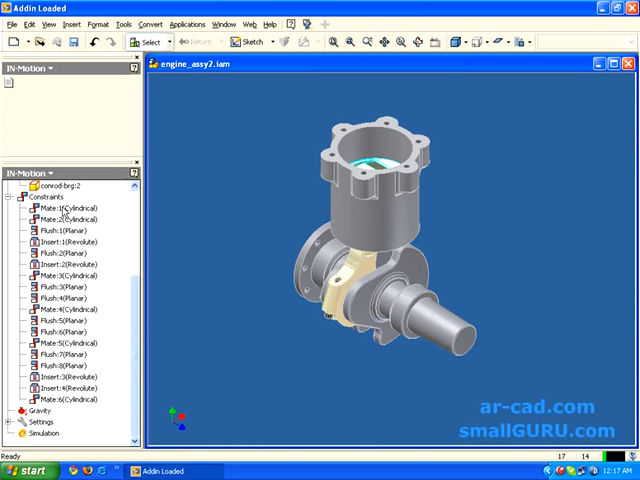 Addin Loaded
File Edit View Insert Format Tools Convert Applications Window Web Help
Select Return Sketch
IN-Motion
engine_assy2.iam
IN-Motion
conrod-brg:2
Constraints
Mate:1(Cylindrical)
Mate:2(Cylindrical)
Flush:1(Planar)
Insert:1(Revolute)
Flush:2(Planar)
Insert:2(Revolute)
Mate:3(Cylindrical)
Flush:3(Planar)
Flush:4(Planar)
Mate:4(Cylindrical)
Flush:5(Planar)
Flush:6(Planar)
Mate:5(Cylindrical)
Flush:7(Planar)
Flush:8(Planar)
Insert:3(Revolute)
Insert:4(Revolute)
Mate:6(Cylindrical)
Gravity
Settings
Simulation
ar-cad.com
smallGURU.com
Ready 17 14
start Addin Loaded 12:17 AM